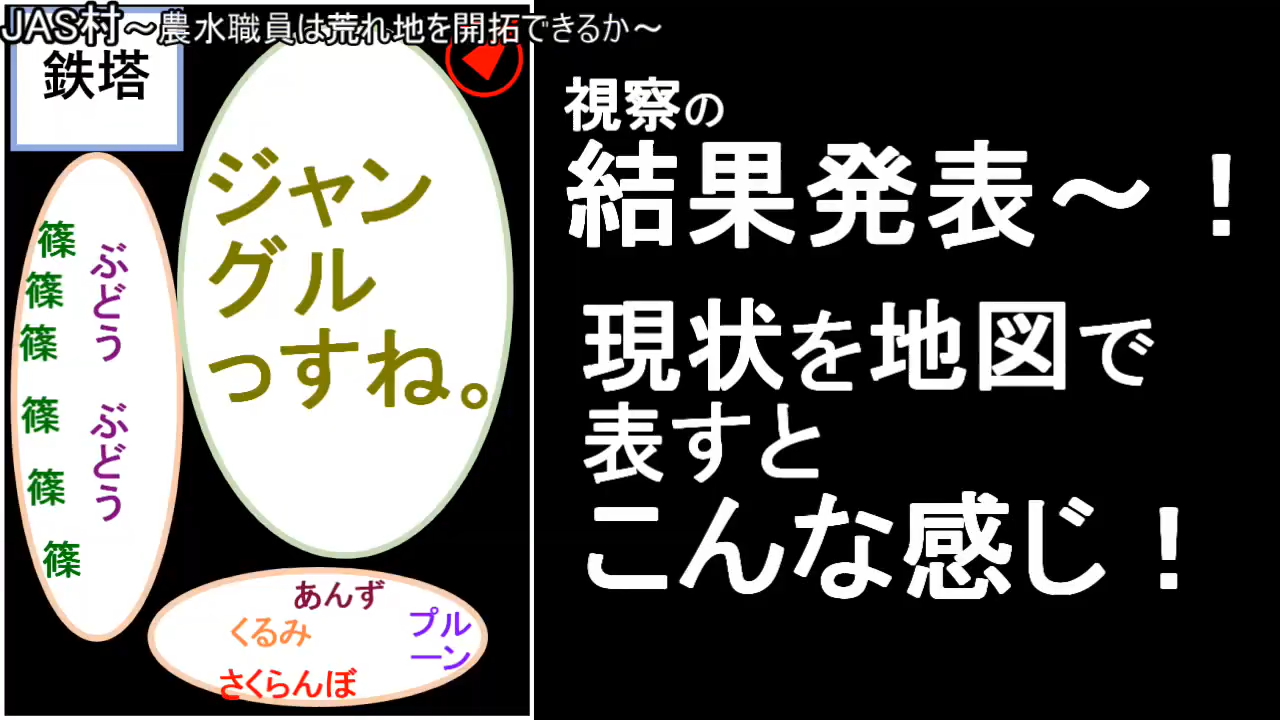 JAS村～農水職員は荒れ地を開拓できるか～
鉄塔
ジャン
グル
っすね。
篠
篠
篠
篠
篠
篠
ぶどう
ぶどう
あんず
くるみ
プル
ーン
さくらんぼ
視察の
結果発表～！
現状を地図で
表すと
こんな感じ！